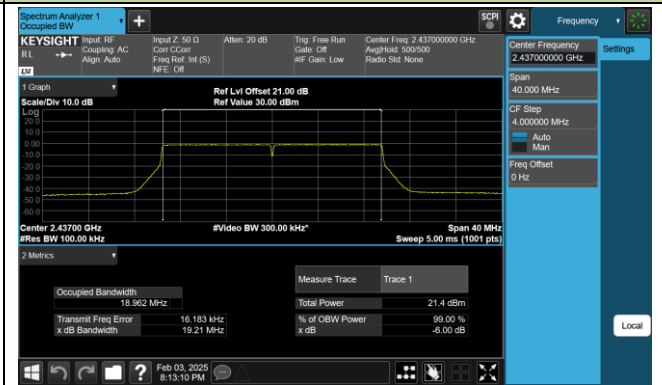 Spectrum Analyzer 1
Occupied BW
+
SCPI
Frequency
KEYSIGHT
RL
LXI
Input: RF
Coupling: AC
Align: Auto
Input Z: 50 Ω
Corr CCorr
Freq Ref: Int (S)
NFE: Off
Atten: 20 dB
Trig: Free Run
Gate: Off
#IF Gain: Low
Center Freq: 2.437000000 GHz
Avg|Hold: 500/500
Radio Std: None
Center Frequency
2.437000000 GHz
Settings
Span
40.000 MHz
CF Step
4.000000 MHz
Auto
Man
Freq Offset
0 Hz
1 Graph
Scale/Div 10.0 dB
Ref Lvl Offset 21.00 dB
Ref Value 30.00 dBm
Log
20.0
10.0
0.00
-10.0
-20.0
-30.0
-40.0
-50.0
-60.0
Center 2.43700 GHz
#Res BW 100.00 kHz
#Video BW 300.00 kHz*
Span 40 MHz
Sweep 5.00 ms (1001 pts)
2 Metrics
Measure Trace Trace 1
Occupied Bandwidth
18.962 MHz
Total Power 21.4 dBm
Transmit Freq Error 16.183 kHz
% of OBW Power 99.00 %
x dB Bandwidth 19.21 MHz
x dB -6.00 dB
Local
?
Feb 03, 2025
8:13:10 PM